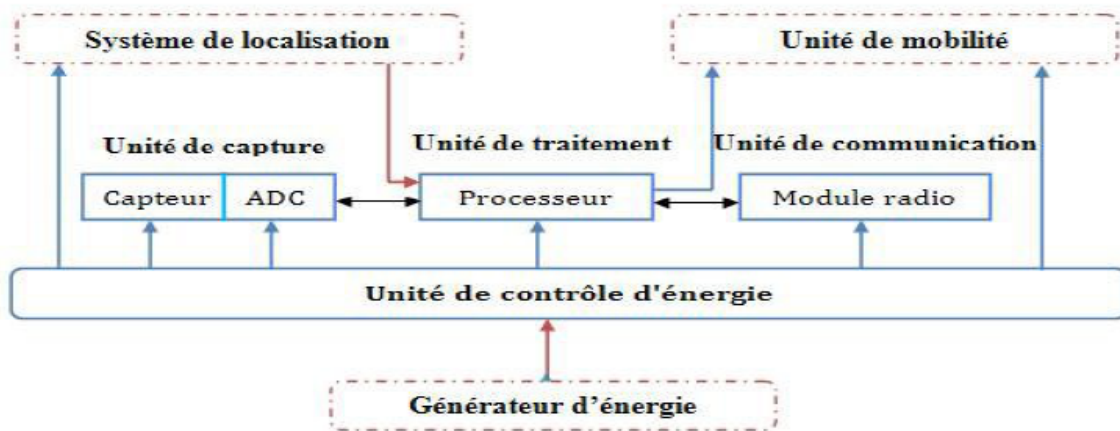 Système de localisation
Unité de mobilité
Unité de capture
Unité de traitement
Unité de communication
Capteur
ADC
Processeur
Module radio
Unité de contrôle d'énergie
Générateur d’énergie